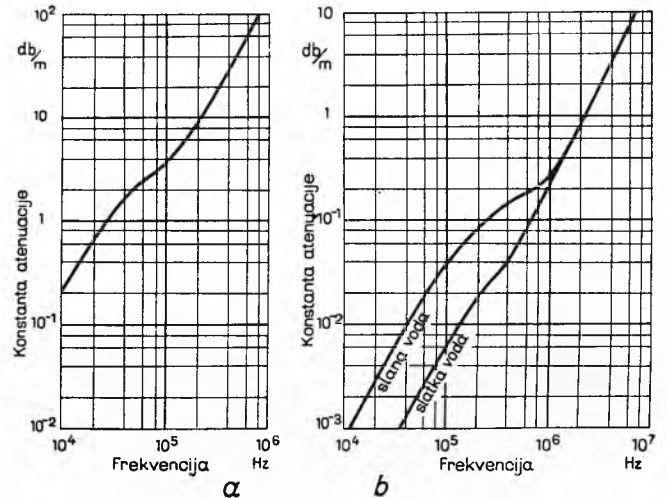 10²
db/m
10
1
10⁻¹
10⁻²
Konstanta atenuacije
10⁴ 10⁵ 10⁶
Frekvencija Hz
a
10
db/m
1
10⁻¹
10⁻²
10⁻³
Konstanta atenuacije
slana voda
slatka voda
10⁴ 10⁵ 10⁶ 10⁷
Frekvencija Hz
b